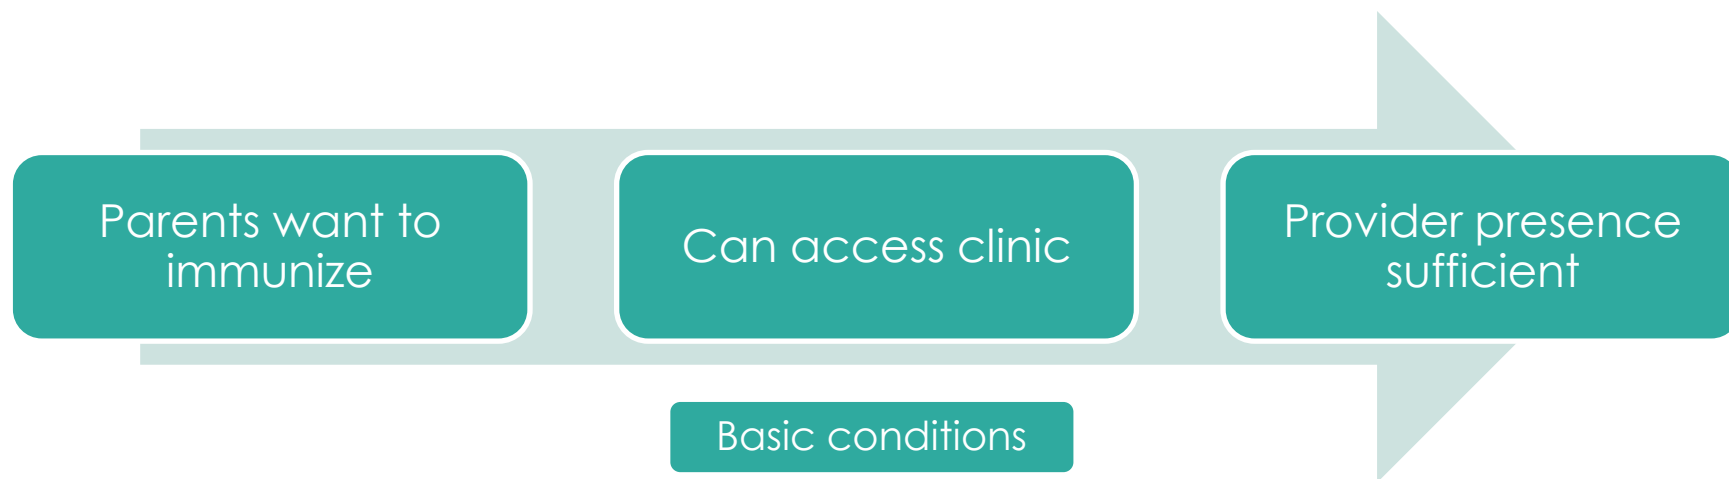 Parents want to
immunize
Can access clinic
Provider presence
sufficient
Basic conditions